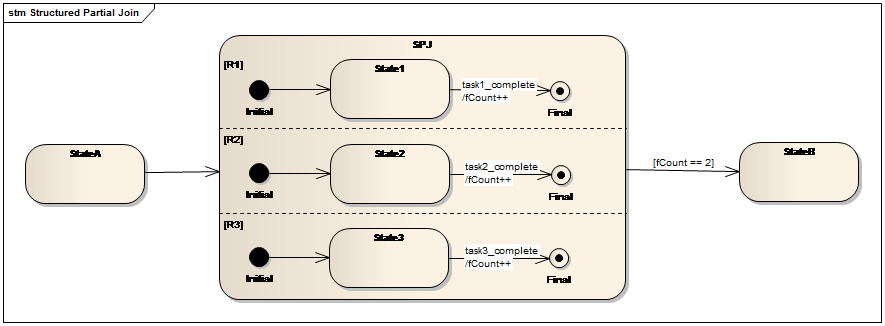 stm Structured Partial Join
SPJ
[R1]
State1
task1_complete
/fCount++
Initial
Final
[R2]
StateA
State2
StateB
task2_complete
/fCount++
[fCount == 2]
Initial
Final
[R3]
State3
task3_complete
/fCount++
Initial
Final